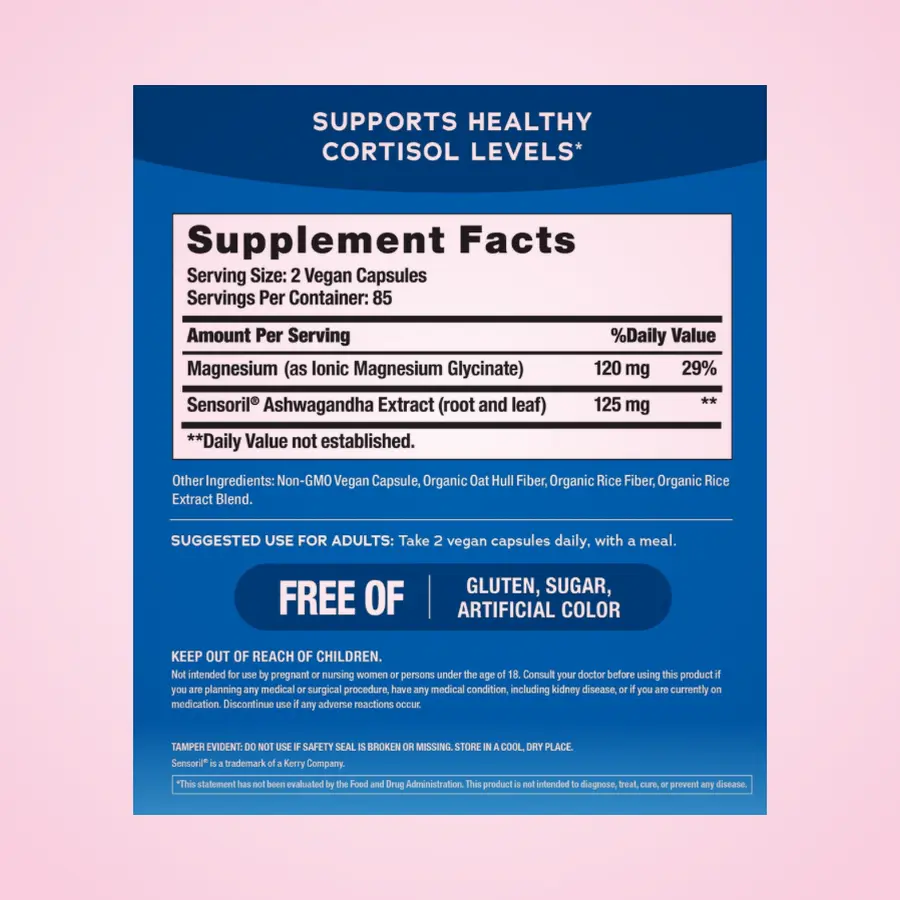 SUPPORTS HEALTHY
CORTISOL LEVELS*
Supplement Facts
Serving Size: 2 Vegan Capsules
Servings Per Container: 85
Amount Per Serving %Daily Value
Magnesium (as Ionic Magnesium Glycinate) 120 mg 29%
Sensoril® Ashwagandha Extract (root and leaf) 125 mg **
**Daily Value not established.
Other Ingredients: Non-GMO Vegan Capsule, Organic Oat Hull Fiber, Organic Rice Fiber, Organic Rice
Extract Blend.
SUGGESTED USE FOR ADULTS: Take 2 vegan capsules daily, with a meal.
FREE OF
GLUTEN, SUGAR,
ARTIFICIAL COLOR
KEEP OUT OF REACH OF CHILDREN.
Not intended for use by pregnant or nursing women or persons under the age of 18. Consult your doctor before using this product if
you are planning any medical or surgical procedure, have any medical condition, including kidney disease, or if you are currently on
medication. Discontinue use if any adverse reactions occur.
TAMPER EVIDENT: DO NOT USE IF SAFETY SEAL IS BROKEN OR MISSING. STORE IN A COOL, DRY PLACE.
Sensoril® is a trademark of a Kerry Company.
*This statement has not been evaluated by the Food and Drug Administration. This product is not intended to diagnose, treat, cure, or prevent any disease.